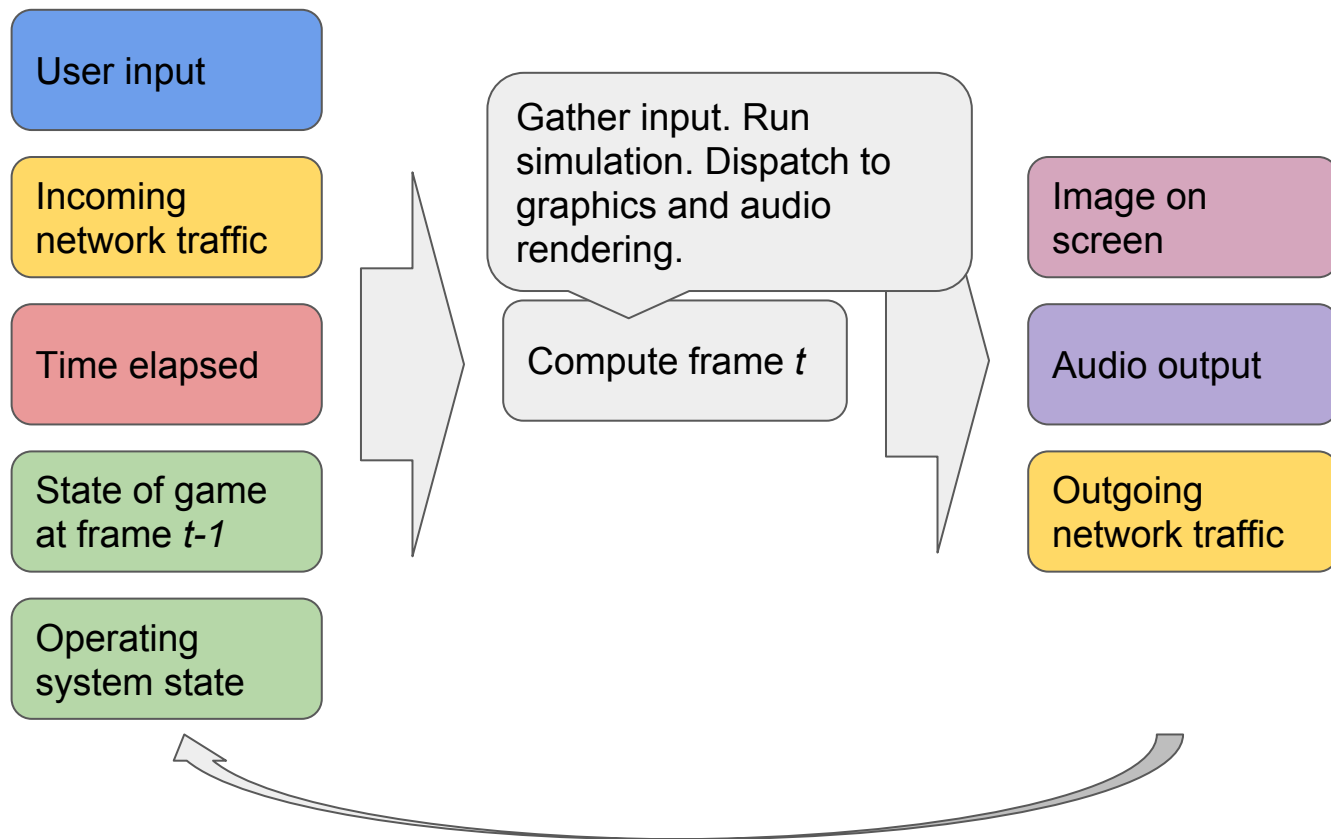 User input
Incoming
network traffic
Time elapsed
State of game
at frame t-1
Operating
system state
Gather input. Run
simulation. Dispatch to
graphics and audio
rendering.
Compute frame t
Image on
screen
Audio output
Outgoing
network traffic